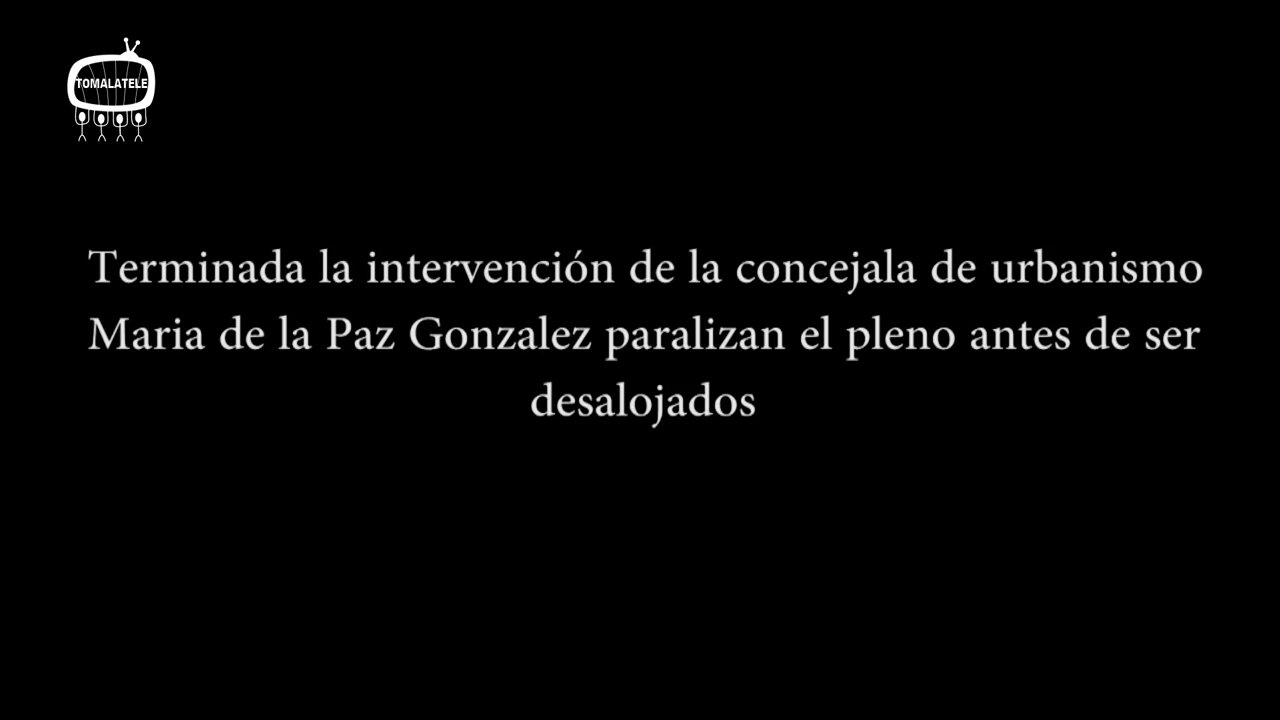 TOMALATELE
Terminada la intervención de la concejala de urbanismo
Maria de la Paz Gonzalez paralizan el pleno antes de ser
desalojados